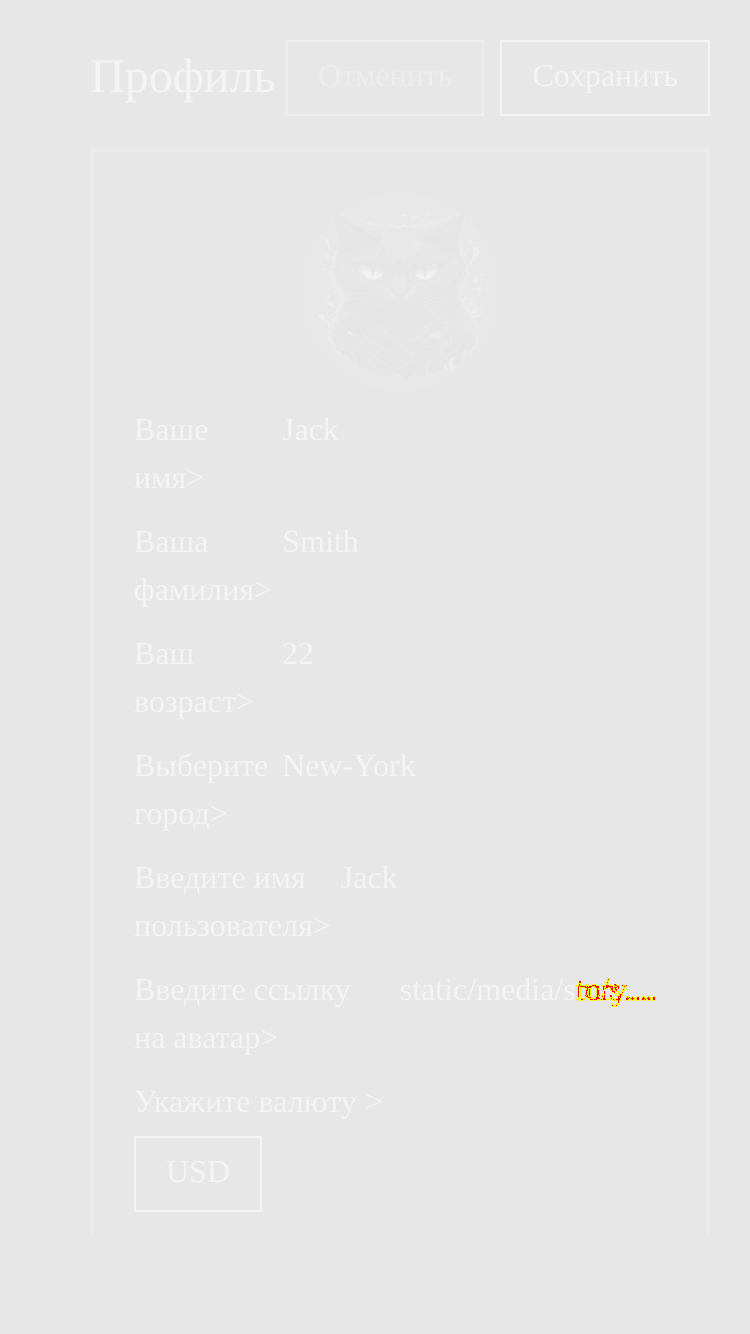 Профиль Отменить Сохранить
Ваше Jack
имя>
Ваша Smith
фамилия>
Ваш 22
возраст>
Выберите New-York
город>
Введите имя Jack
пользователя>
Введите ссылку static/media/s
на аватар>
Укажите валюту >
USD